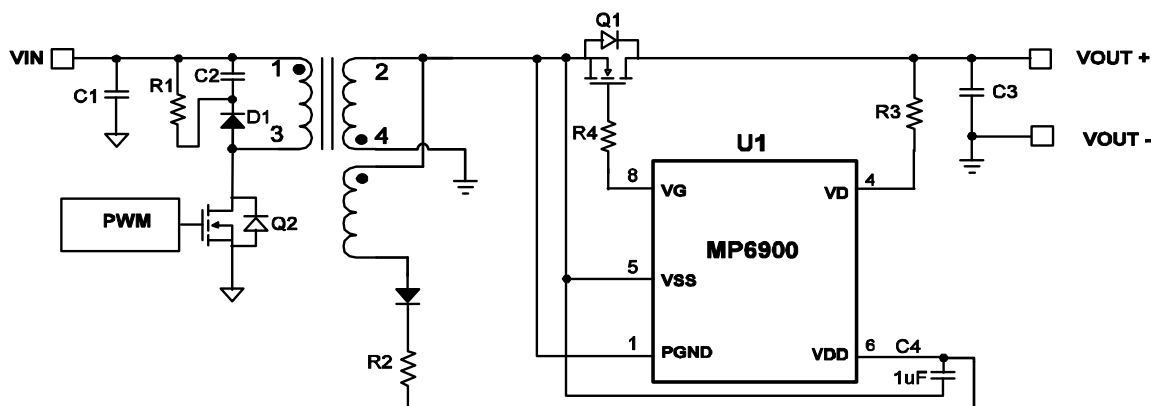 Q1
VIN
VOUT +
1
2
C2
R1
C1
D1
C3
R3
3
4
R4
VOUT -
U1
8
VG
VD
4
PWM
Q2
MP6900
5
VSS
1
PGND
VDD
6
C4
R2
1uF